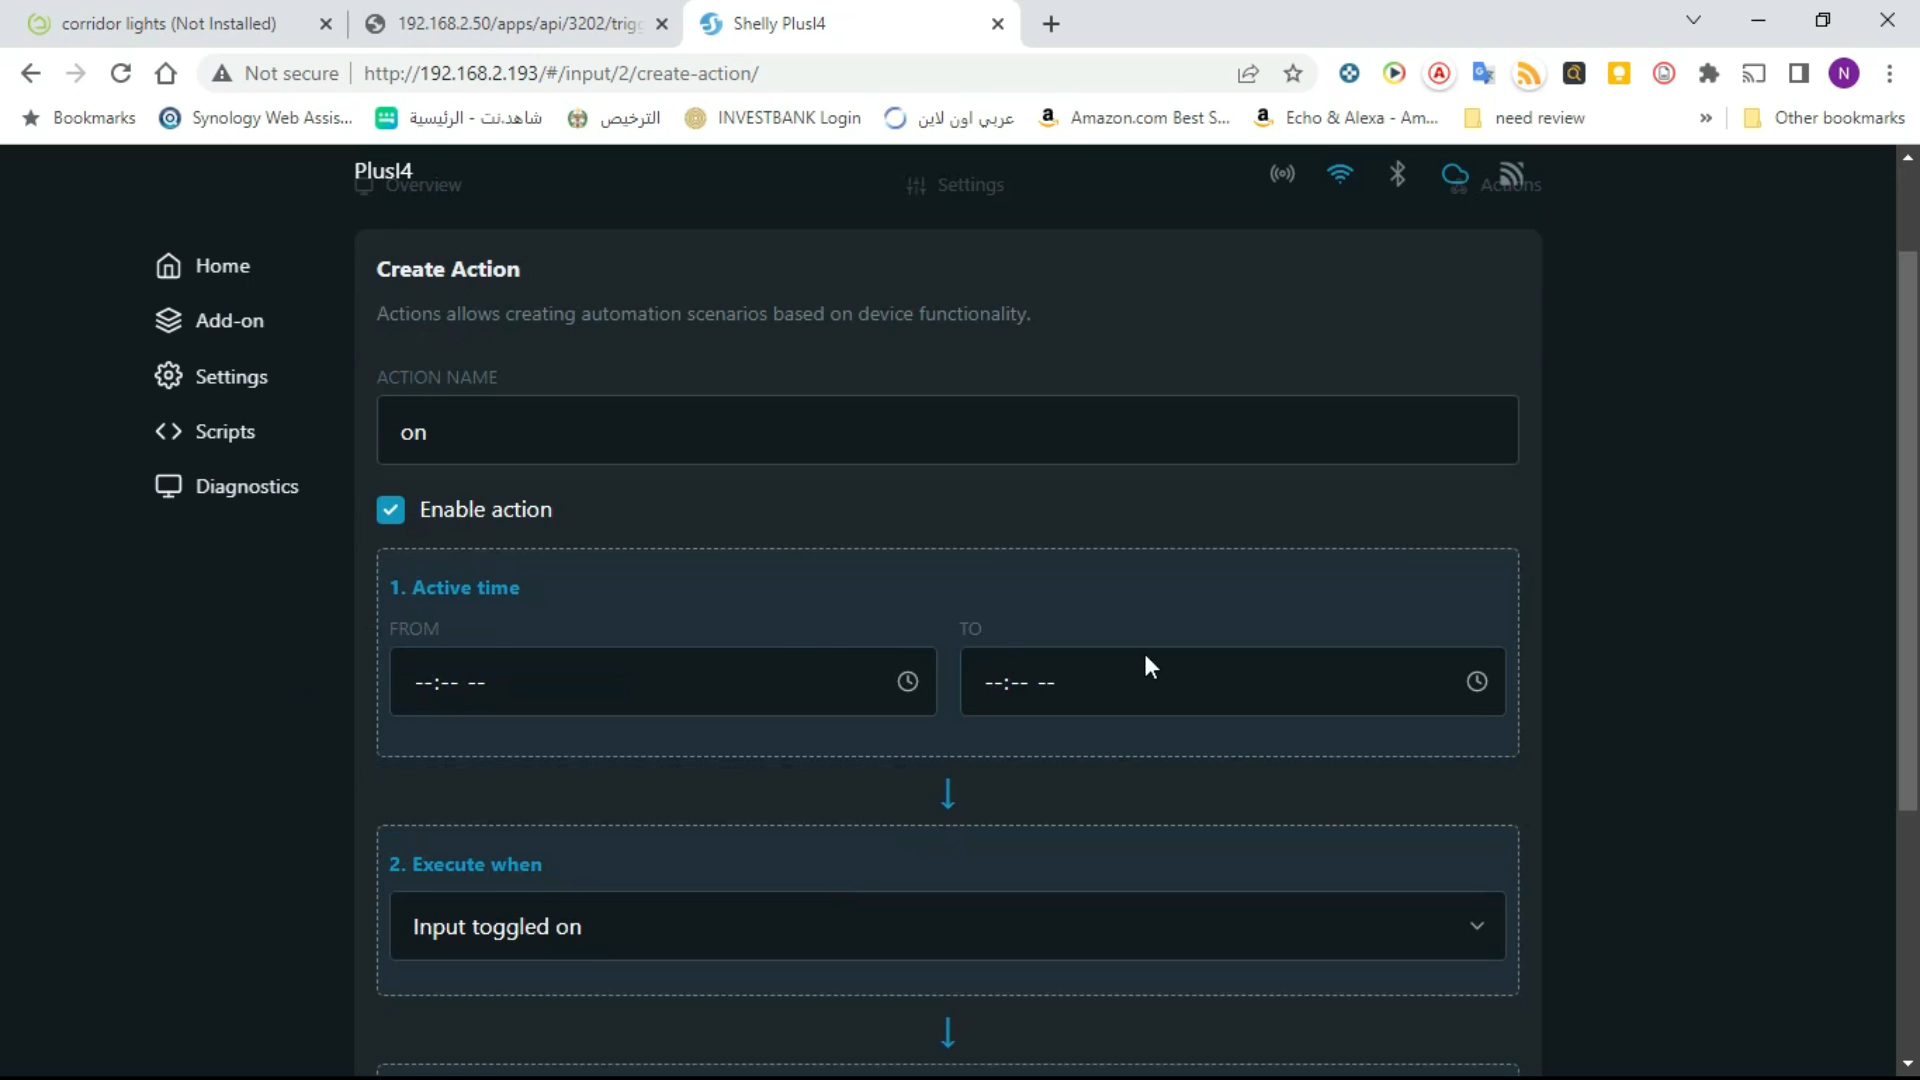 corridor lights (Not Installed)
192.168.2.50/apps/api/3202/trigg
Shelly PlusI4
Not secure
http://192.168.2.193/#/input/2/create-action/
N
Bookmarks
Synology Web Assis...
شاهد.نت - الرئيسية
الترخيص
INVESTBANK Login
عربي اون لاين
Amazon.com Best S...
Echo & Alexa - Am...
need review
»
Other bookmarks
PlusI4
Overview
Settings
Actions
Home
Add-on
Settings
Scripts
Diagnostics
Create Action
Actions allows creating automation scenarios based on device functionality.
ACTION NAME
on
Enable action
1. Active time
FROM
TO
--:-- --
--:-- --
2. Execute when
Input toggled on